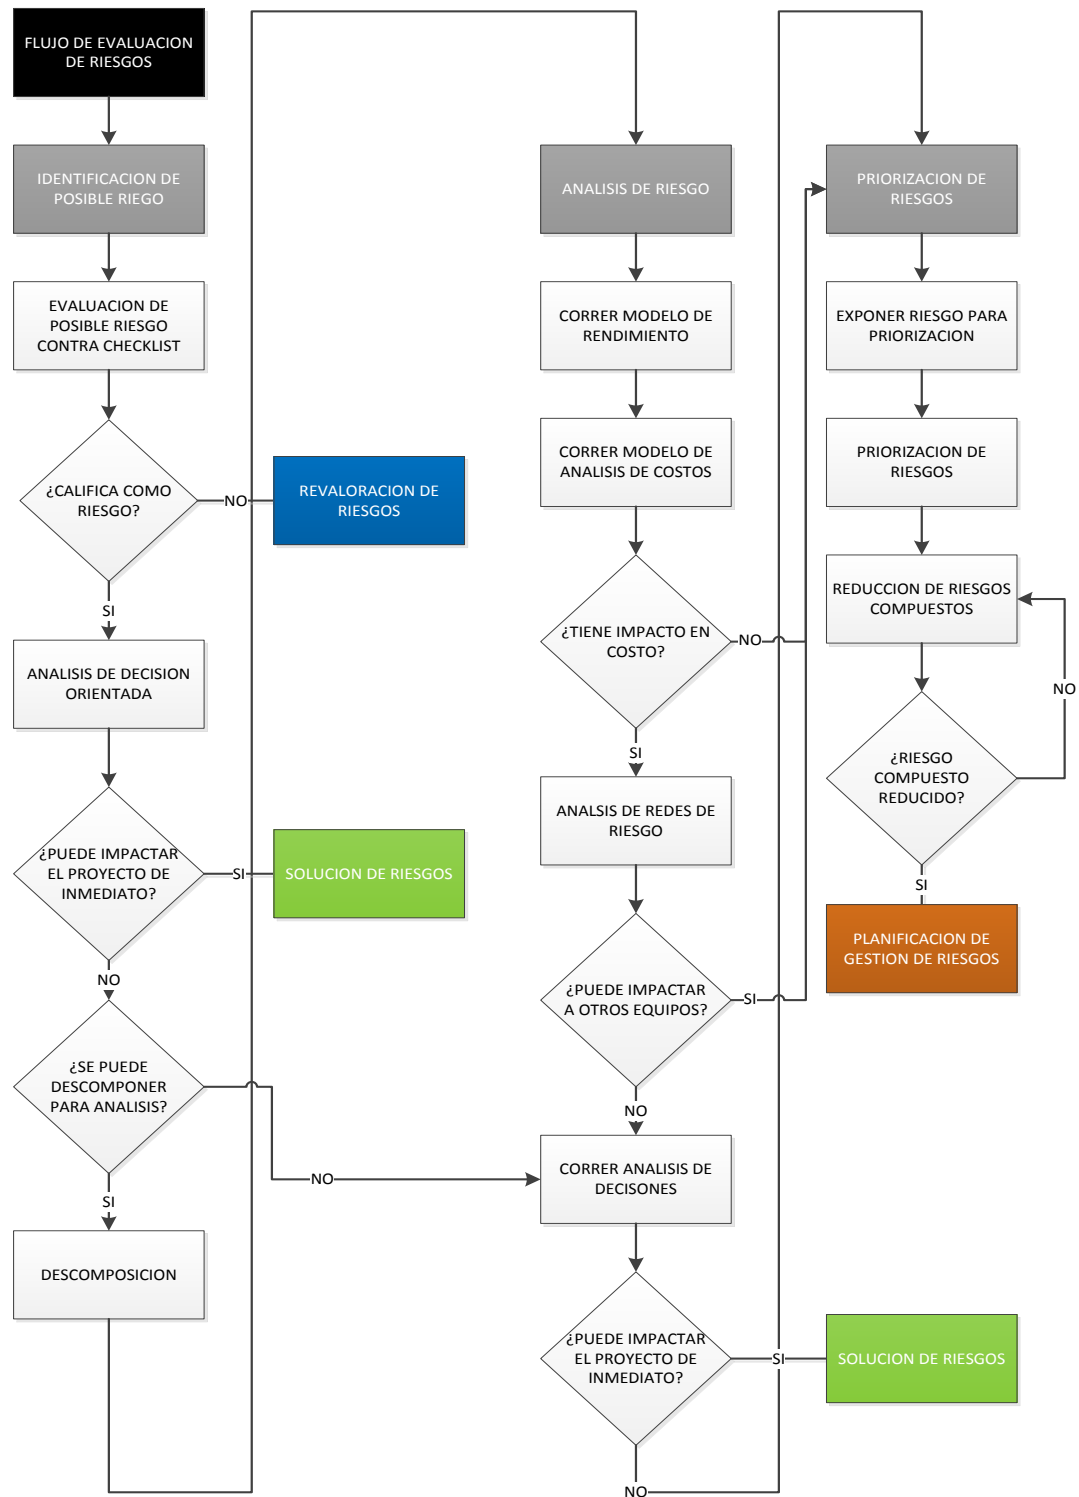 FLUJO DE EVALUACION
DE RIESGOS
IDENTIFICACION DE
POSIBLE RIEGO
EVALUACION DE
POSIBLE RIESGO
CONTRA CHECKLIST
¿CALIFICA COMO
RIESGO?
NO
REVALORACION DE
RIESGOS
SI
ANALISIS DE DECISION
ORIENTADA
¿PUEDE IMPACTAR
EL PROYECTO DE
INMEDIATO?
SI
SOLUCION DE RIESGOS
NO
¿SE PUEDE
DESCOMPONER
PARA ANALISIS?
NO
SI
DESCOMPOSICION
ANALISIS DE RIESGO
CORRER MODELO DE
RENDIMIENTO
CORRER MODELO DE
ANALISIS DE COSTOS
¿TIENE IMPACTO EN
COSTO?
NO
SI
ANALSIS DE REDES DE
RIESGO
¿PUEDE IMPACTAR
A OTROS EQUIPOS?
SI
NO
CORRER ANALISIS DE
DECISONES
¿PUEDE IMPACTAR
EL PROYECTO DE
INMEDIATO?
SI
SOLUCION DE RIESGOS
NO
PRIORIZACION DE
RIESGOS
EXPONER RIESGO PARA
PRIORIZACION
PRIORIZACION DE
RIESGOS
REDUCCION DE RIESGOS
COMPUESTOS
NO
¿RIESGO
COMPUESTO
REDUCIDO?
SI
PLANIFICACION DE
GESTION DE RIESGOS